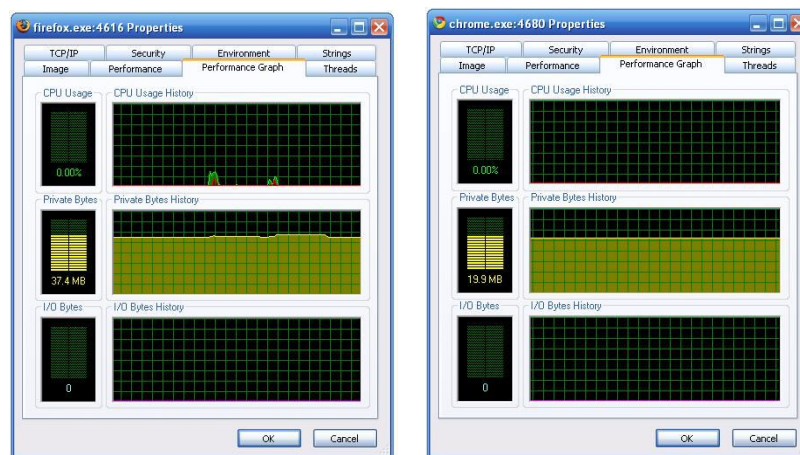 firefox.exe:4616 Properties
TCP/IP Security Environment Strings
Image Performance Performance Graph Threads
CPU Usage CPU Usage History
0.00%
Private Bytes Private Bytes History
37.4 MB
I/O Bytes I/O Bytes History
0
OK Cancel
chrome.exe:4680 Properties
TCP/IP Security Environment Strings
Image Performance Performance Graph Threads
CPU Usage CPU Usage History
0.00%
Private Bytes Private Bytes History
19.9 MB
I/O Bytes I/O Bytes History
0
OK Cancel